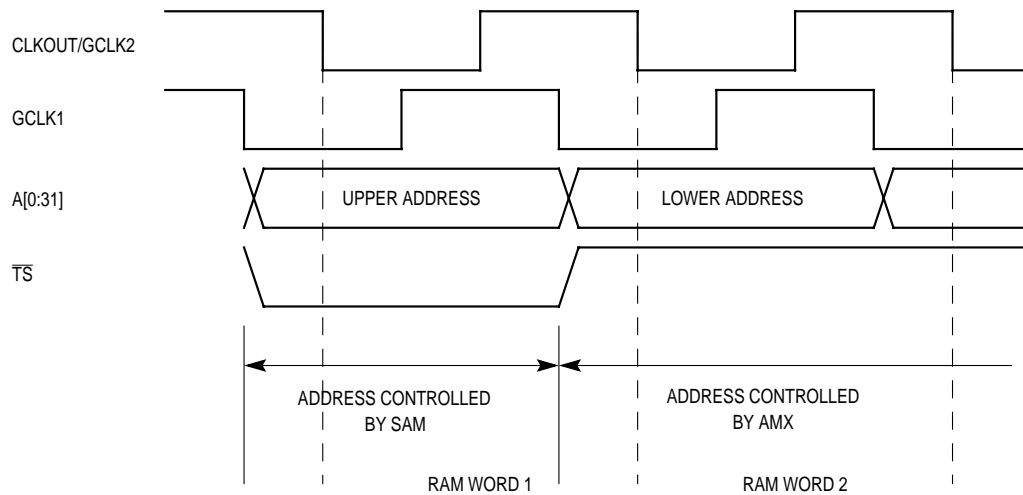 CLKOUT/GCLK2
GCLK1
A[0:31]
UPPER ADDRESS
LOWER ADDRESS
TS
ADDRESS CONTROLLED
BY SAM
ADDRESS CONTROLLED
BY AMX
RAM WORD 1
RAM WORD 2